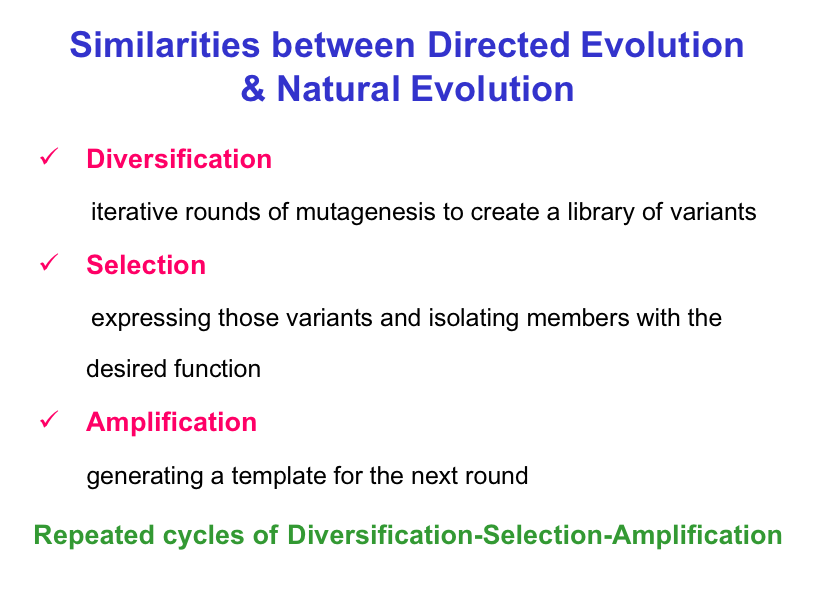 Similarities between Directed Evolution
& Natural Evolution
✓ Diversification
iterative rounds of mutagenesis to create a library of variants
✓ Selection
expressing those variants and isolating members with the
desired function
✓ Amplification
generating a template for the next round
Repeated cycles of Diversification-Selection-Amplification